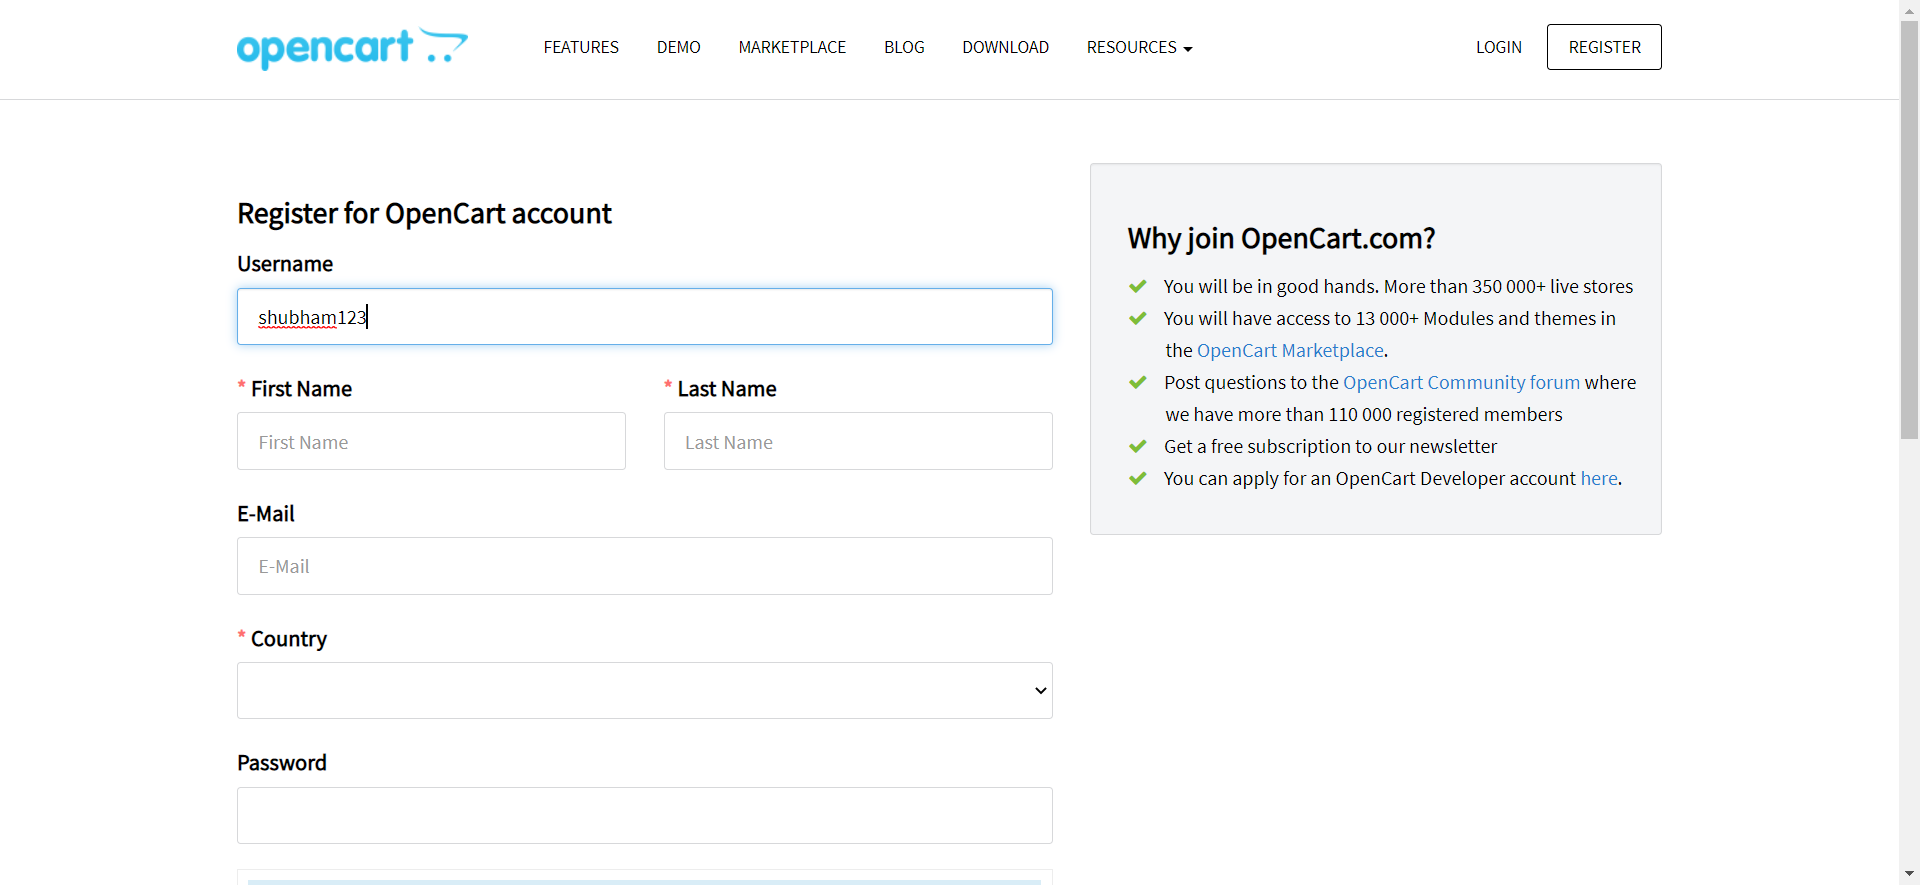 opencart
FEATURES DEMO MARKETPLACE BLOG DOWNLOAD RESOURCES LOGIN REGISTER
Register for OpenCart account
Username
shubham123
* First Name * Last Name
First Name Last Name
E-Mail
E-Mail
* Country
Password
Why join OpenCart.com?
You will be in good hands. More than 350 000+ live stores
You will have access to 13 000+ Modules and themes in
the OpenCart Marketplace.
Post questions to the OpenCart Community forum where
we have more than 110 000 registered members
Get a free subscription to our newsletter
You can apply for an OpenCart Developer account here.